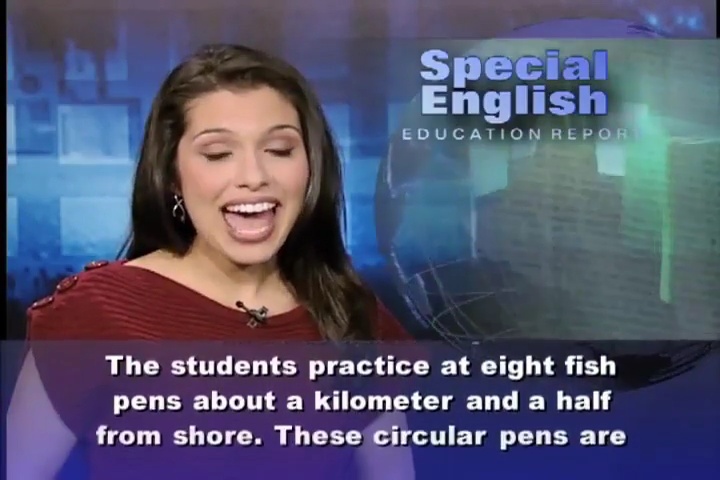 Special
English
EDUCATION REPORT
The students practice at eight fish
pens about a kilometer and a half
from shore. These circular pens are